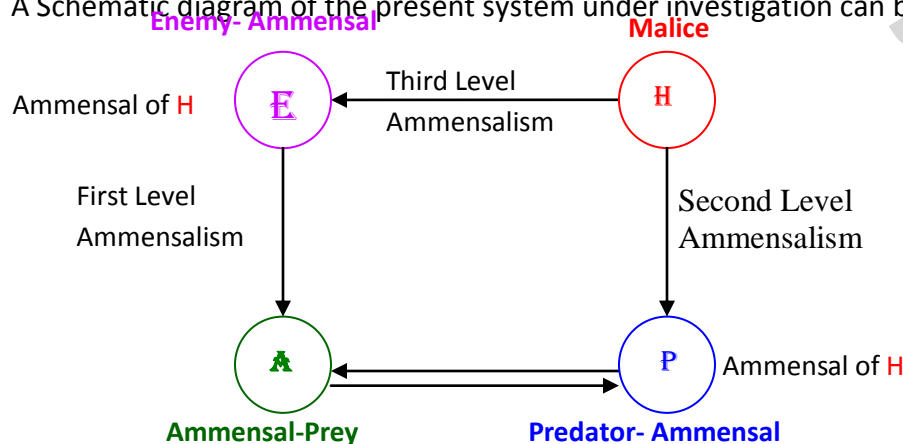 A Schematic diagram of the present system under investigation can b
Enemy- Ammensal
Malice
Ammensal of H
E
Third Level
Ammensalism
H
First Level
Ammensalism
Second Level
Ammensalism
A
P
Ammensal of H
Ammensal-Prey
Predator- Ammensal